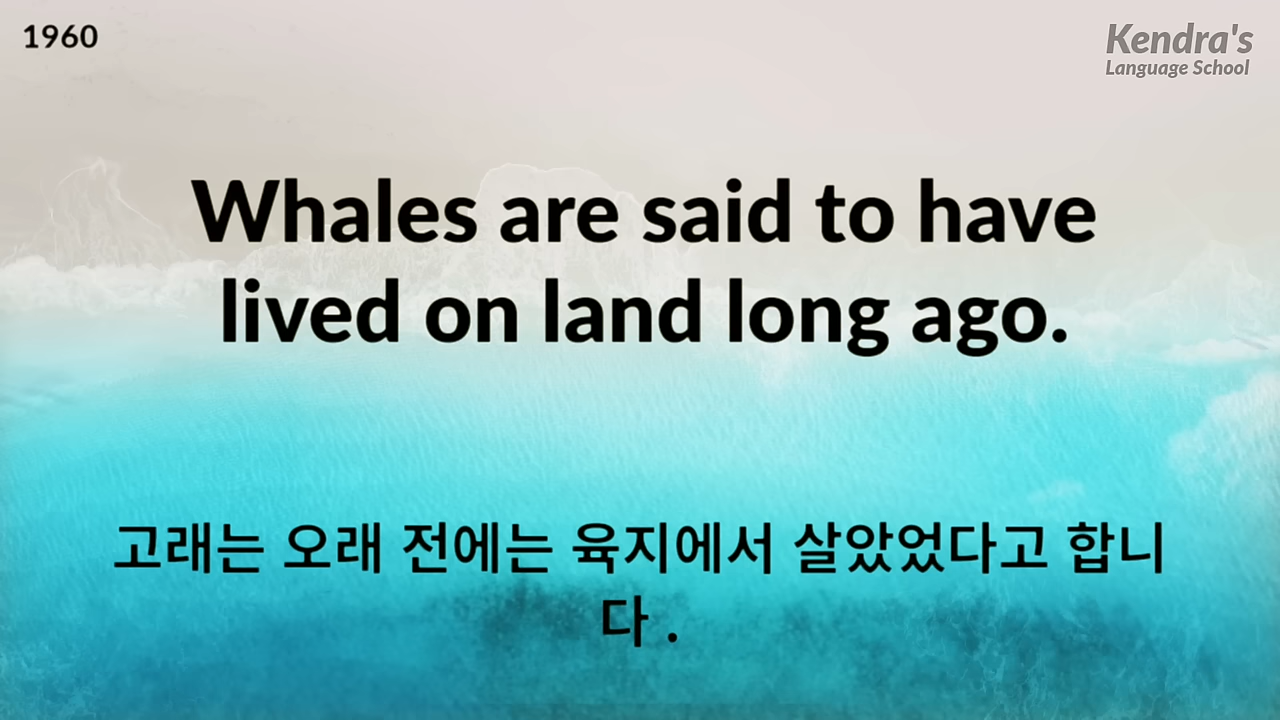 1960
Kendra's
Language School
Whales are said to have
lived on land long ago.
고래는 오래 전에는 육지에서 살았었다고 합니
다 .